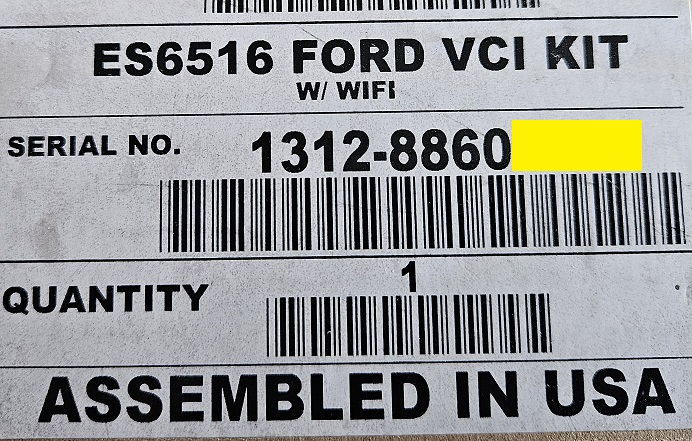 ES6516 FORD VCI KIT
W/ WIFI
SERIAL NO. 1312-8860
QUANTITY 1
ASSEMBLED IN USA